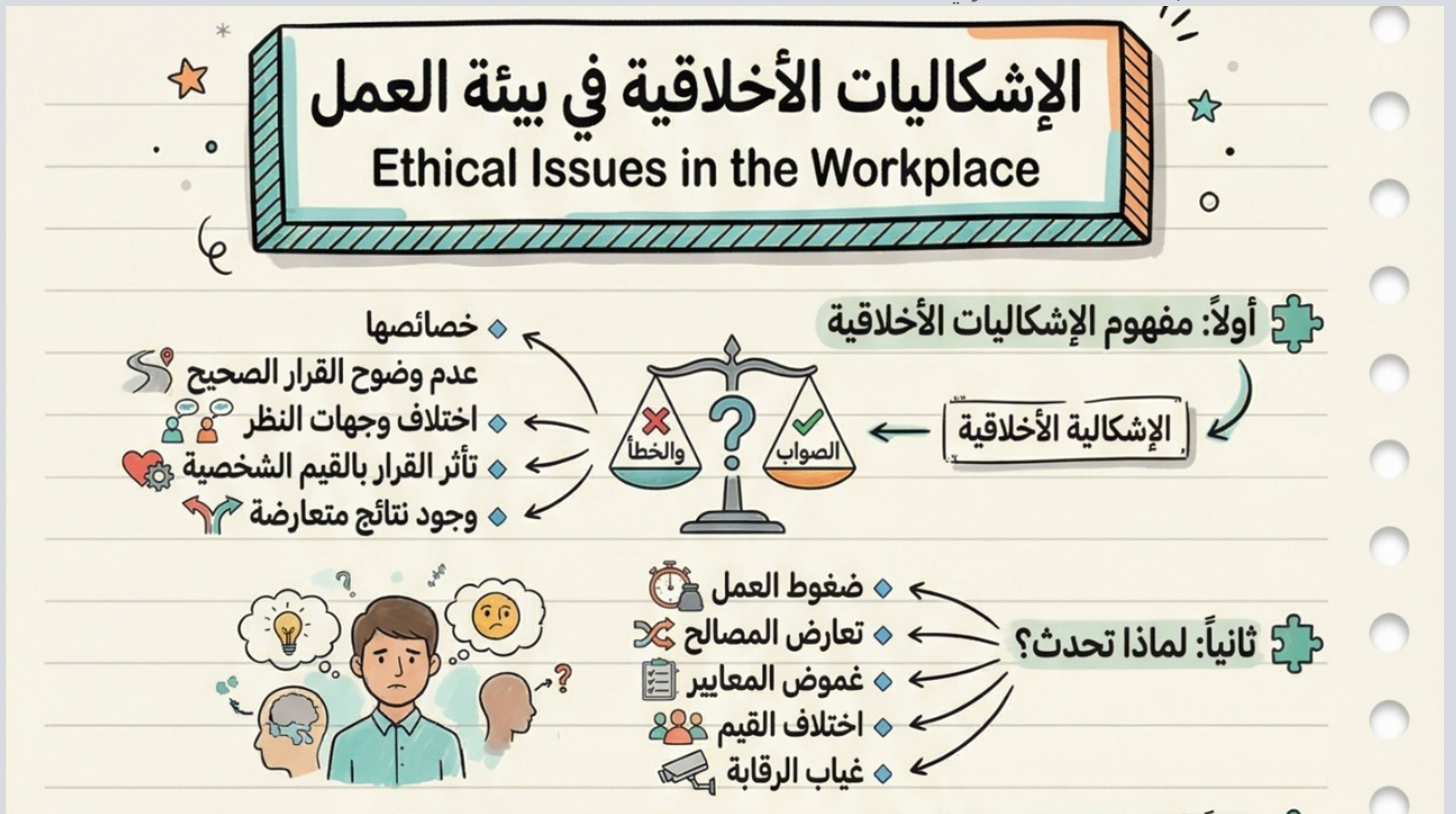 الإشكاليات الأخلاقية في بيئة العمل
Ethical Issues in the Workplace
أولاً: مفهوم الإشكاليات الأخلاقية
الإشكالية الأخلاقية
الصواب
والخطأ
خصائصها
عدم وضوح القرار الصحيح
اختلاف وجهات النظر
تأثر القرار بالقيم الشخصية
وجود نتائج متعارضة
ثانياً: لماذا تحدث؟
ضغوط العمل
تعارض المصالح
غموض المعايير
اختلاف القيم
غياب الرقابة